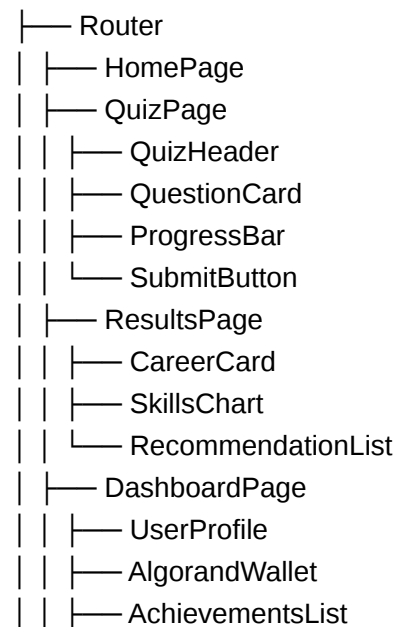 ├── Router
│ ├── HomePage
│ ├── QuizPage
│ │ ├── QuizHeader
│ │ ├── QuestionCard
│ │ ├── ProgressBar
│ │ └── SubmitButton
│ ├── ResultsPage
│ │ ├── CareerCard
│ │ ├── SkillsChart
│ │ └── RecommendationList
│ ├── DashboardPage
│ │ ├── UserProfile
│ │ ├── AlgorandWallet
│ │ ├── AchievementsList